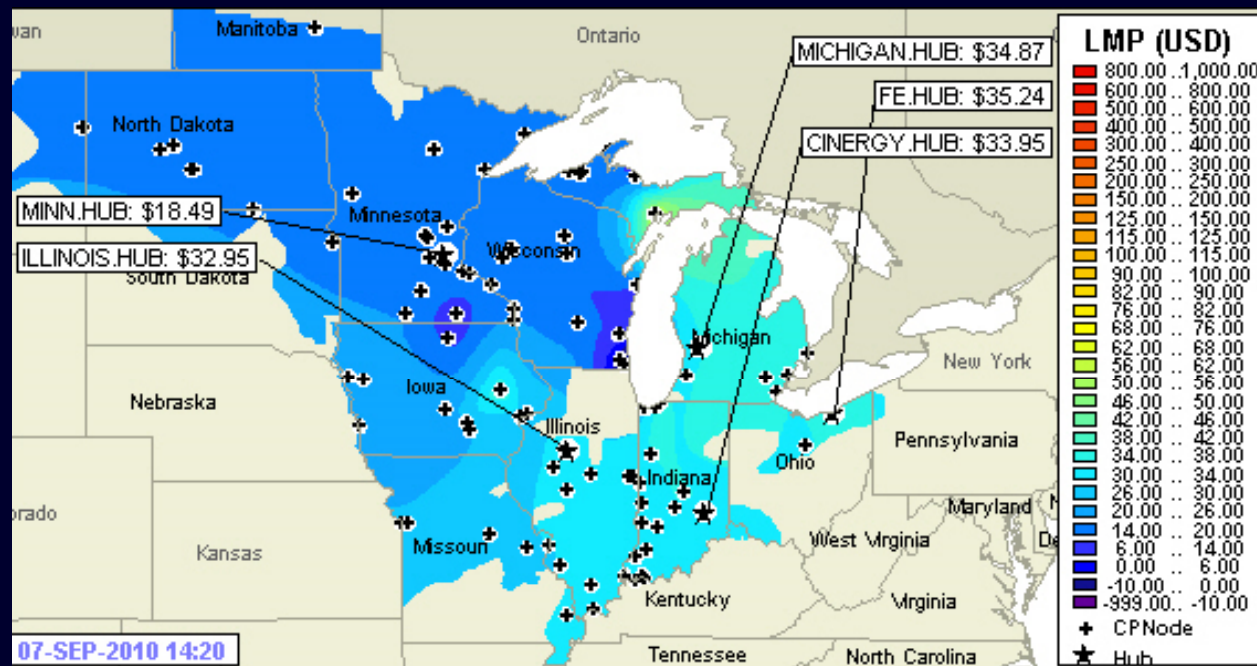 Manitoba
Ontario
North Dakota
Minnesota
Wisconsin
South Dakota
Michigan
New York
Nebraska
Iowa
Illinois
Pennsylvania
Ohio
Indiana
Maryland
orado
Kansas
Missouri
West Virginia
De
Kentucky
Virginia
Tennessee
North Carolina
MICHIGAN.HUB: $34.87
FE.HUB: $35.24
CINERGY.HUB: $33.95
MINN.HUB: $18.49
ILLINOIS.HUB: $32.95
07-SEP-2010 14:20
LMP (USD)
800.00 .. 1,000.00
600.00 .. 800.00
500.00 .. 600.00
400.00 .. 500.00
300.00 .. 400.00
250.00 .. 300.00
200.00 .. 250.00
150.00 .. 200.00
125.00 .. 150.00
115.00 .. 125.00
100.00 .. 115.00
90.00 .. 100.00
82.00 .. 90.00
76.00 .. 82.00
68.00 .. 76.00
62.00 .. 68.00
56.00 .. 62.00
50.00 .. 56.00
46.00 .. 50.00
42.00 .. 46.00
38.00 .. 42.00
34.00 .. 38.00
30.00 .. 34.00
26.00 .. 30.00
20.00 .. 26.00
14.00 .. 20.00
6.00 .. 14.00
0.00 .. 6.00
-10.00 .. 0.00
-999.00 .. -10.00
CPNode
Hub